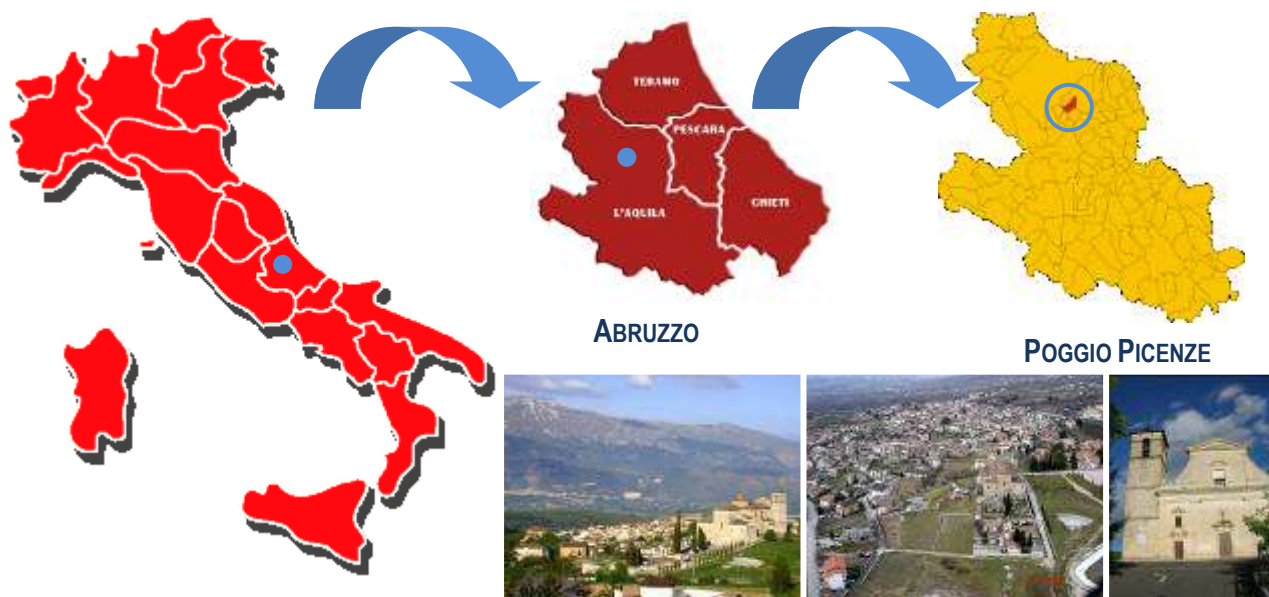 TERAMO
PESCARA
L'AQUILA
CHIETI
ABRUZZO
POGGIO PICENZE